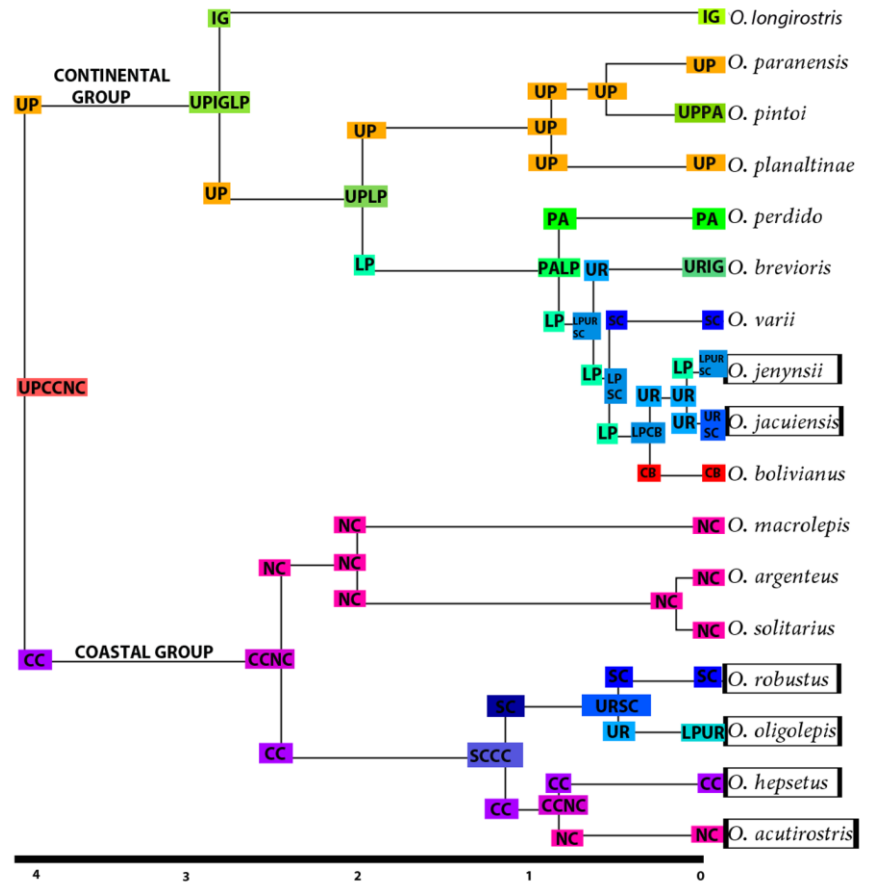 IG
IG O. longirostris
CONTINENTAL
GROUP
UP
UPIGLP
UP
UP
UPLP
LP
UP
UP
UP
UP
UP O. paranensis
UPPA O. pintoi
UP O. planaltinae
PA
PA O. perdido
PALP
UR
URIG O. brevioris
LP
LPUR
SC
SC
SC O. varii
LP
LP
SC
LP
LPUR
SC
O. jenynsii
UR
UR
UR
UR
SC
O. jacuiensis
LP
LPCB
CB
CB O. bolivianus
UPCCNC
NC
NC O. macrolepis
NC
NC
NC
NC
NC O. argenteus
NC O. solitarius
CC
COASTAL GROUP
CCNC
CC
SC
SC
SC O. robustus
URSC
UR
LPUR O. oligolepis
SCCC
CC
CC
CC O. hepsetus
CCNC
NC
NC O. acutirostris
4 3 2 1 0